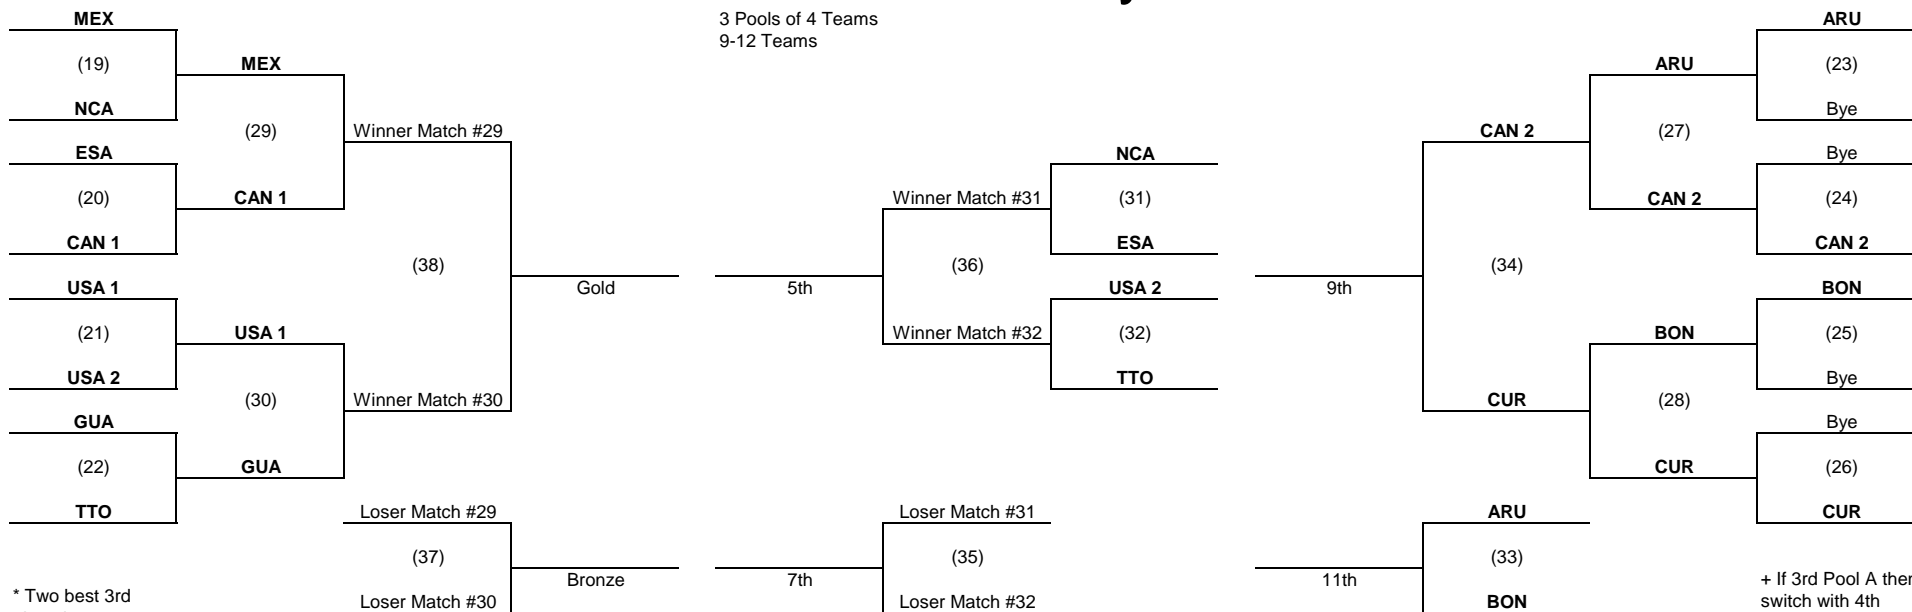 MEX
(19)
NCA
ESA
(20)
CAN 1
USA 1
(21)
USA 2
GUA
(22)
TTO
MEX
(29)
CAN 1
USA 1
(30)
GUA
Winner Match #29
(38)
Winner Match #30
Gold
Loser Match #29
(37)
Loser Match #30
Bronze
* Two best 3rd
3 Pools of 4 Teams
9-12 Teams
5th
Winner Match #31
(36)
Winner Match #32
NCA
(31)
ESA
USA 2
(32)
TTO
7th
Loser Match #31
(35)
Loser Match #32
9th
CAN 2
(34)
CUR
ARU
(27)
CAN 2
BON
(28)
CUR
ARU
(23)
Bye
Bye
(24)
CAN 2
BON
(25)
Bye
Bye
(26)
CUR
11th
ARU
(33)
BON
+ If 3rd Pool A then
switch with 4th